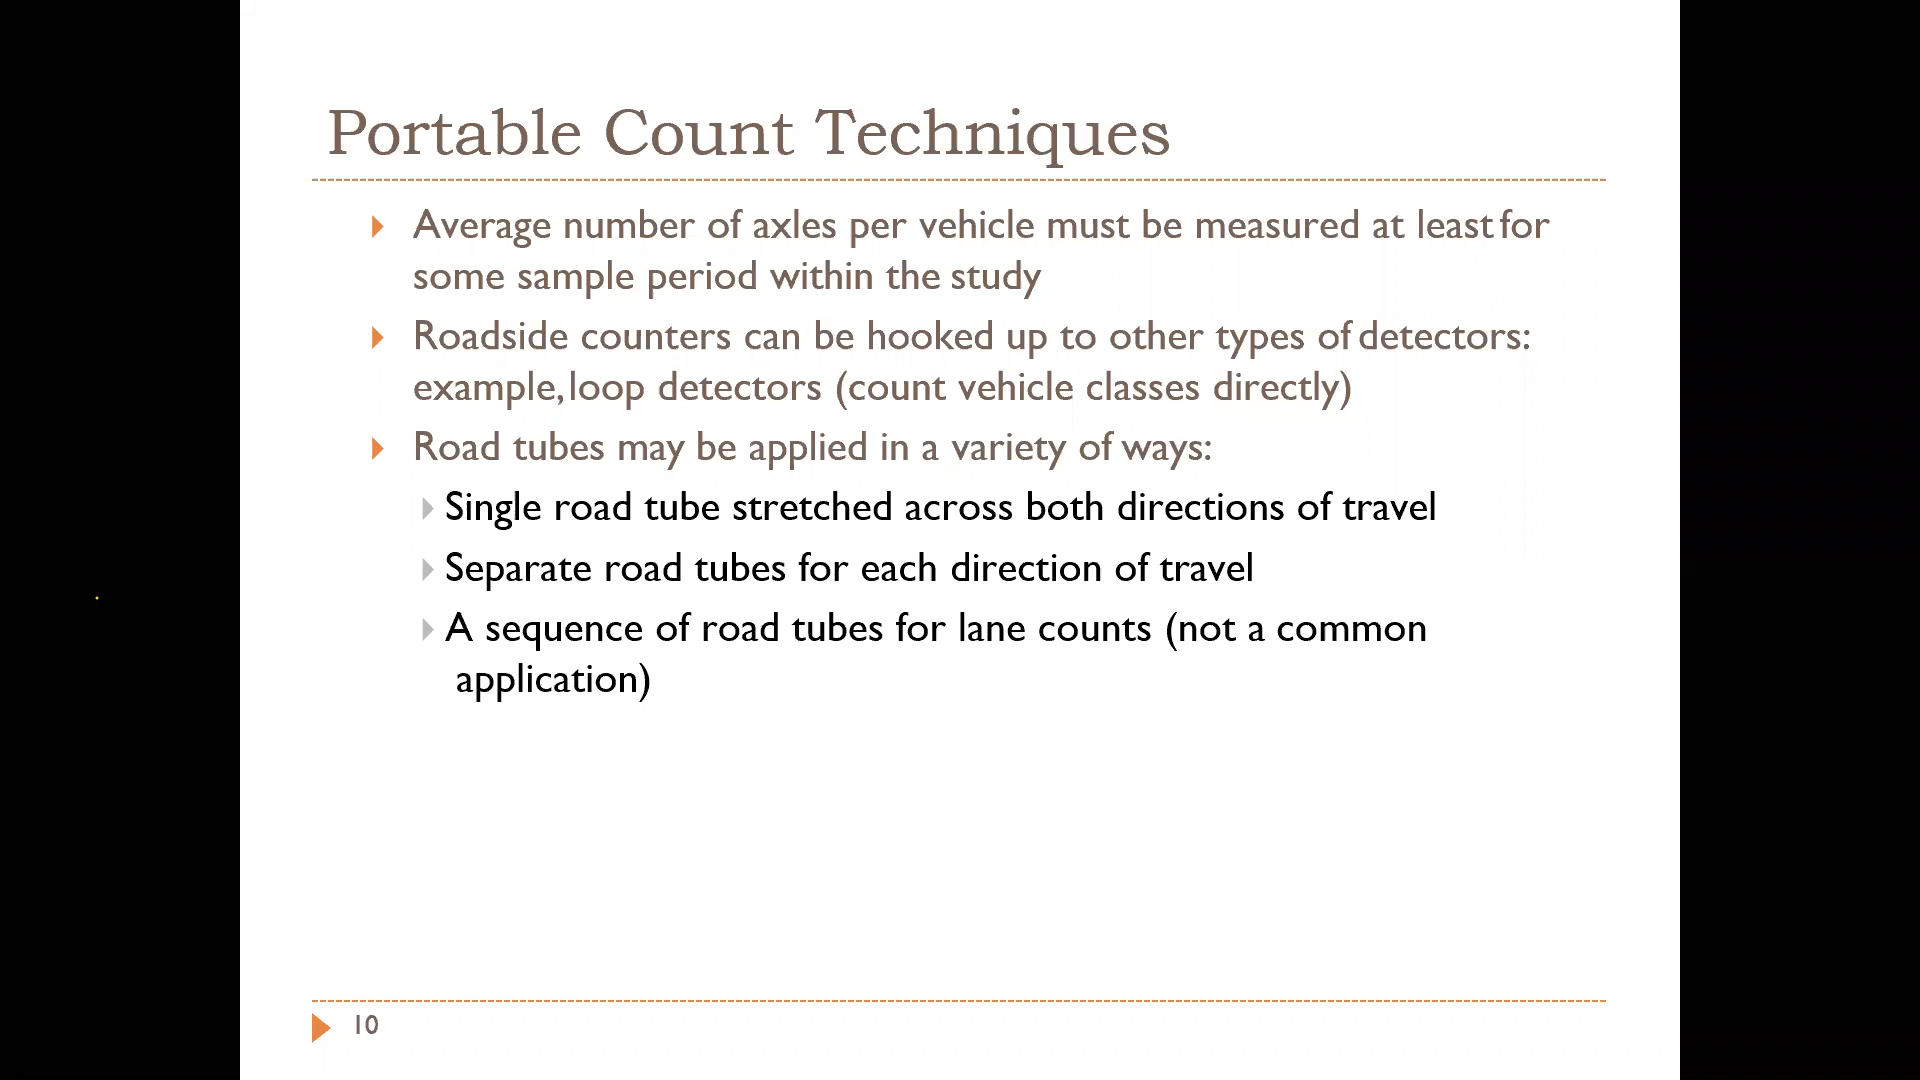 Portable Count Techniques
Average number of axles per vehicle must be measured at least for
some sample period within the study
Roadside counters can be hooked up to other types of detectors:
example, loop detectors (count vehicle classes directly)
Road tubes may be applied in a variety of ways:
Single road tube stretched across both directions of travel
Separate road tubes for each direction of travel
A sequence of road tubes for lane counts (not a common
application)
10